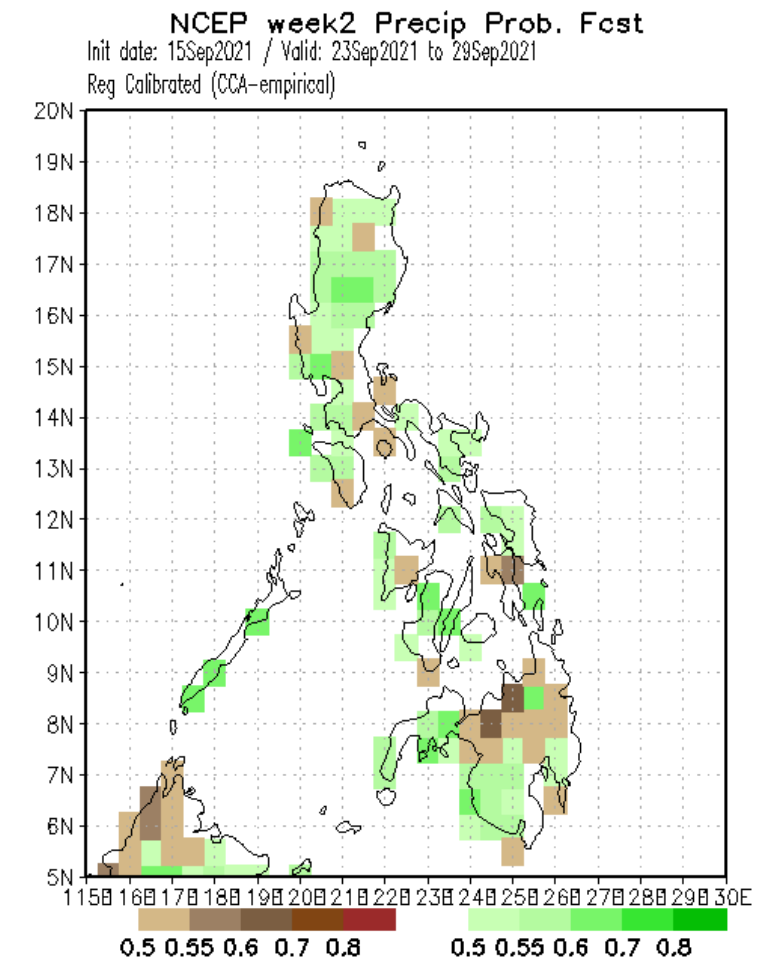 NCEP week2 Precip Prob. Fcst
Init date: 15Sep2021 / Valid: 23Sep2021 to 29Sep2021
Reg Calibrated (CCA-empirical)
20N
19N
18N
17N
16N
15N
14N
13N
12N
11N
10N
9N
8N
7N
6N
5N
115E 116E 117E 118E 119E 120E 121E 122E 123E 124E 125E 126E 127E 128E 129E 130E
0.5 0.55 0.6 0.7 0.8 0.5 0.55 0.6 0.7 0.8